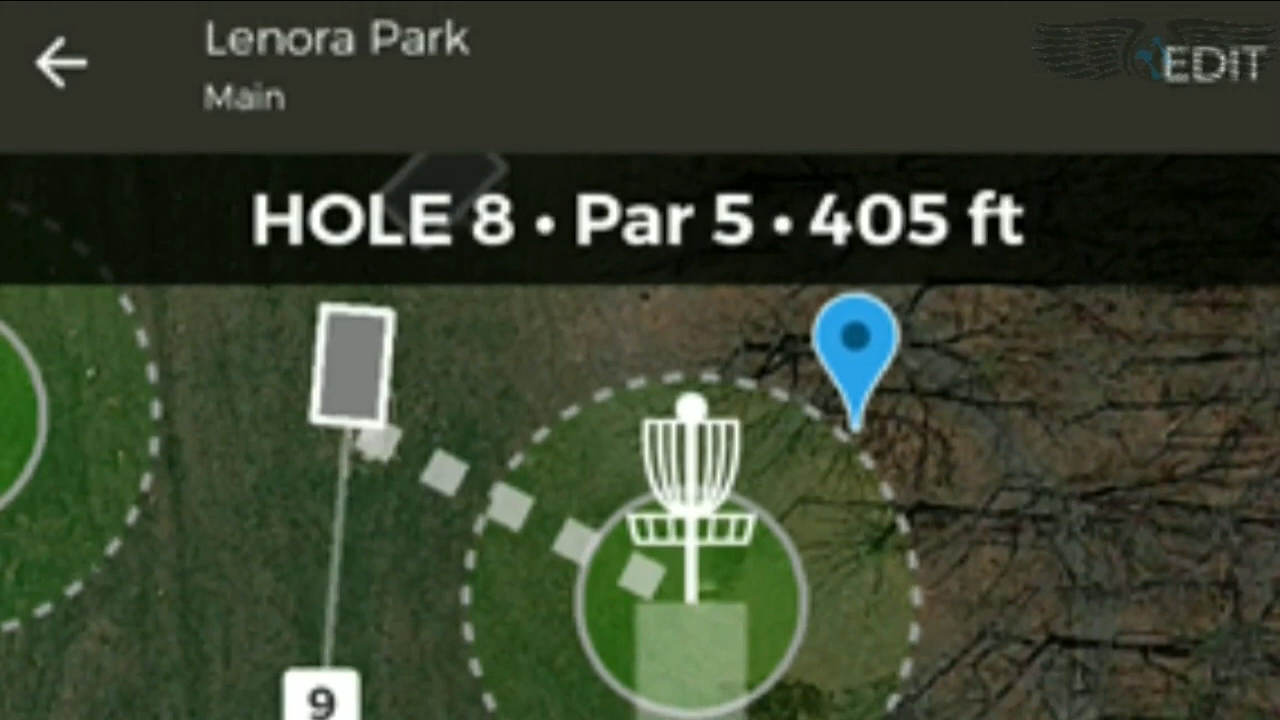 Lenora Park
Main
EDIT
HOLE 8 • Par 5 • 405 ft
9